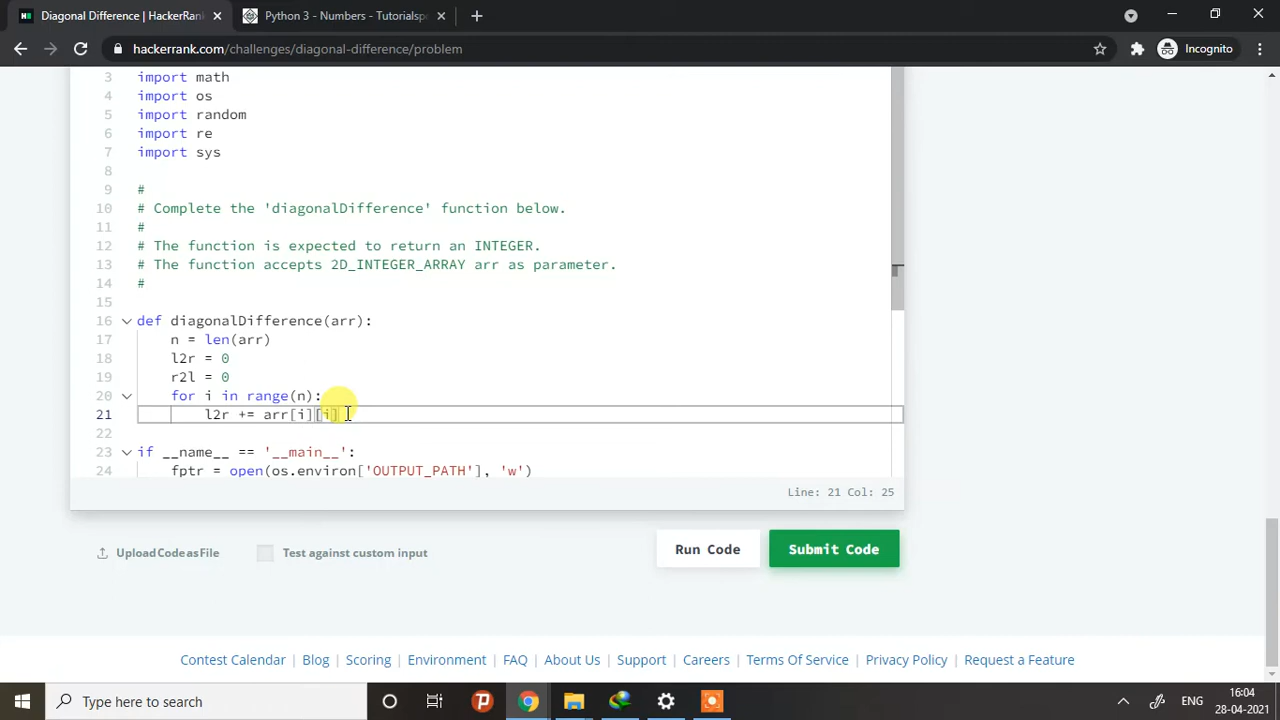 Diagonal Difference | HackerRan
Python 3 - Numbers - Tutorialsp
hackerrank.com/challenges/diagonal-difference/problem
Incognito
3 import math
4 import os
5 import random
6 import re
7 import sys
8
9 #
10 # Complete the 'diagonalDifference' function below.
11 #
12 # The function is expected to return an INTEGER.
13 # The function accepts 2D_INTEGER_ARRAY arr as parameter.
14 #
15
16 def diagonalDifference(arr):
17 n = len(arr)
18 l2r = 0
19 r2l = 0
20 for i in range(n):
21 l2r += arr[i][i]
22
23 if __name__ == '__main__':
24 fptr = open(os.environ['OUTPUT_PATH'], 'w')
Line: 21 Col: 25
Upload Code as File
Test against custom input
Run Code
Submit Code
Contest Calendar | Blog | Scoring | Environment | FAQ | About Us | Support | Careers | Terms Of Service | Privacy Policy | Request a Feature
Type here to search
ENG
16:04
28-04-2021